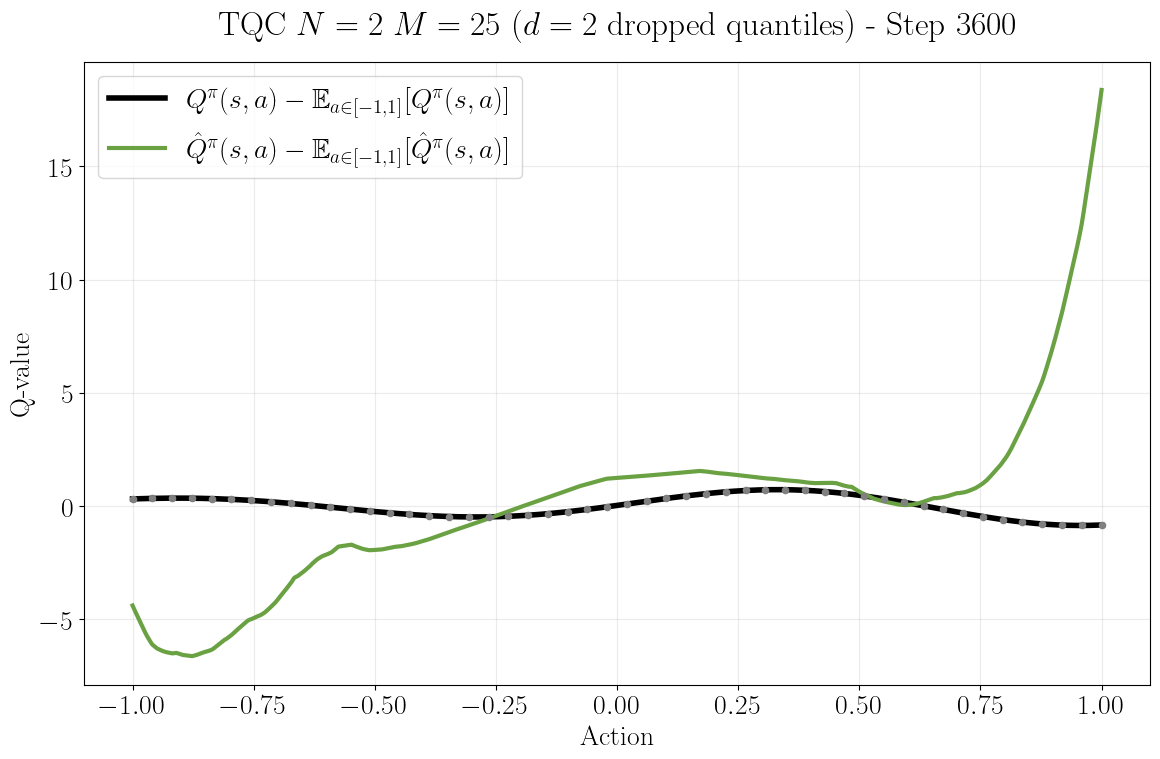 TQC N = 2 M = 25 (d = 2 dropped quantiles) - Step 3600
Q^π(s, a) − 𝔼_{a∈[−1,1]}[Q^π(s, a)]
Q̂^π(s, a) − 𝔼_{a∈[−1,1]}[Q̂^π(s, a)]
15
10
5
0
−5
Q-value
−1.00 −0.75 −0.50 −0.25 0.00 0.25 0.50 0.75 1.00
Action